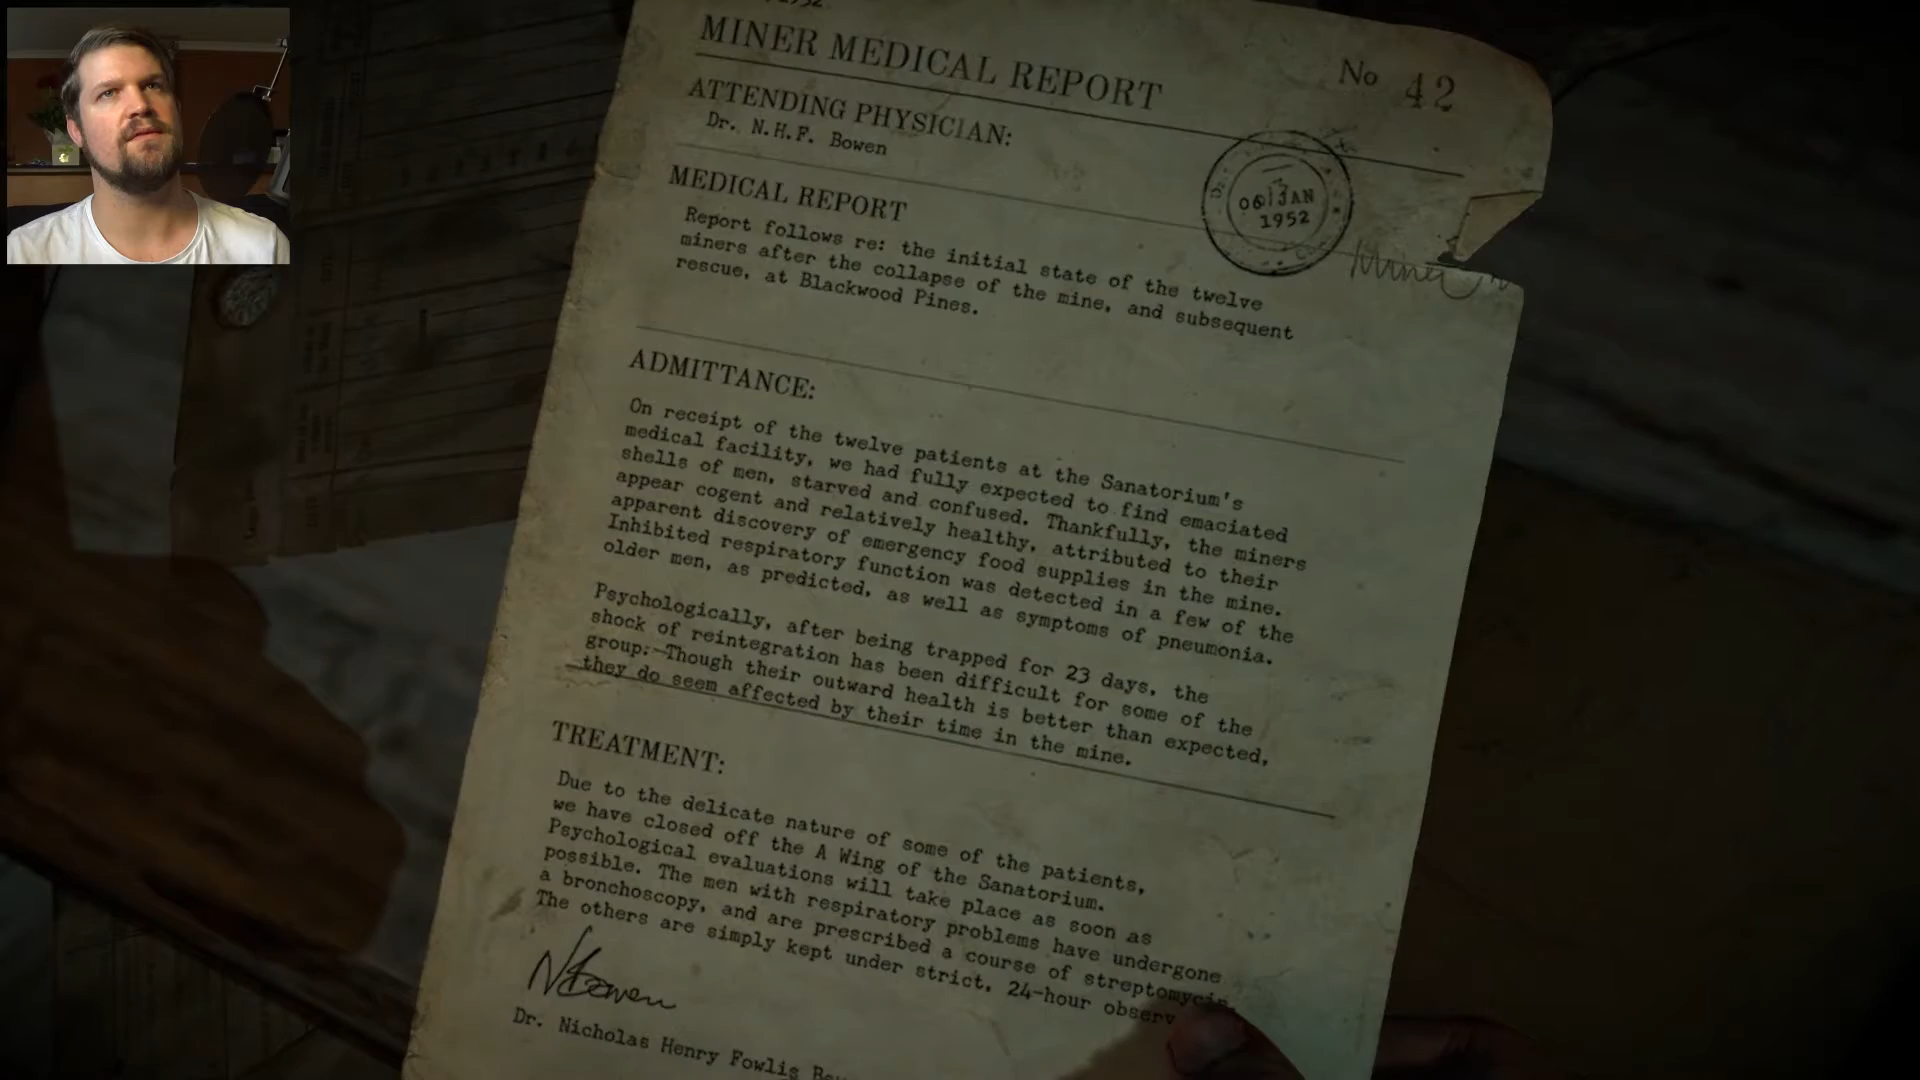 MINER MEDICAL REPORT
No 42
ATTENDING PHYSICIAN:
Dr. N.H.F. Bowen
JAN
1952
MEDICAL REPORT
Report follows re: the initial state of the twelve
miners after the collapse of the mine, and subsequent
rescue, at Blackwood Pines.
Miner
ADMITTANCE:
On receipt of the twelve patients at the Sanatorium's
medical facility, we had fully expected to find emaciated
shells of men, starved and confused. Thankfully, the miners
appear cogent and relatively healthy, attributed to their
apparent discovery of emergency food supplies in the mine.
Inhibited respiratory function was detected in a few of the
older men, as predicted, as well as symptoms of pneumonia.
Psychologically, after being trapped for 23 days, the
shock of reintegration has been difficult for some of the
group: Though their outward health is better than expected,
they do seem affected by their time in the mine.
TREATMENT:
Due to the delicate nature of some of the patients,
we have closed off the A Wing of the Sanatorium.
Psychological evaluations will take place as soon as
possible. The men with respiratory problems have undergone
a bronchoscopy, and are prescribed a course of streptomycin
The others are simply kept under strict, 24-hour observ
NBowen
Dr. Nicholas Henry Fowlis